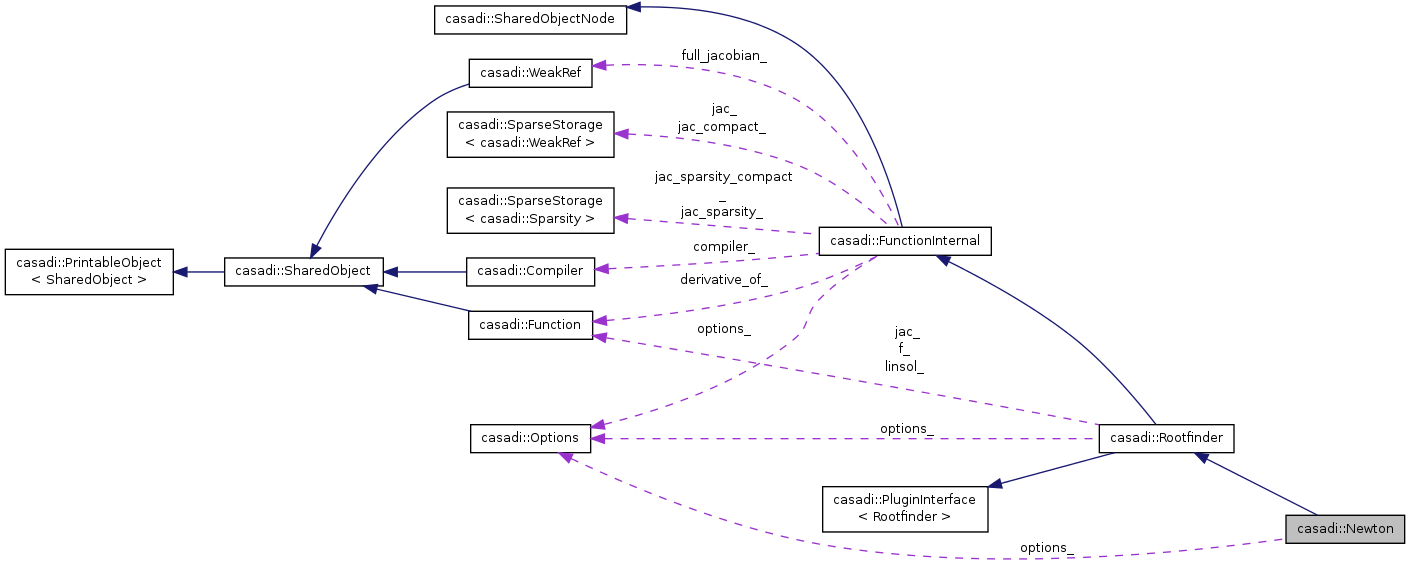 casadi::SharedObjectNode
full_jacobian_
casadi::WeakRef
jac_
jac_compact_
casadi::SparseStorage
< casadi::WeakRef >
jac_sparsity_compact
_
jac_sparsity_
casadi::SparseStorage
< casadi::Sparsity >
casadi::FunctionInternal
compiler_
casadi::PrintableObject
< SharedObject >
casadi::SharedObject
casadi::Compiler
derivative_of_
casadi::Function
options_
jac_
f_
linsol_
casadi::Options
options_
casadi::Rootfinder
casadi::PluginInterface
< Rootfinder >
casadi::Newton
options_